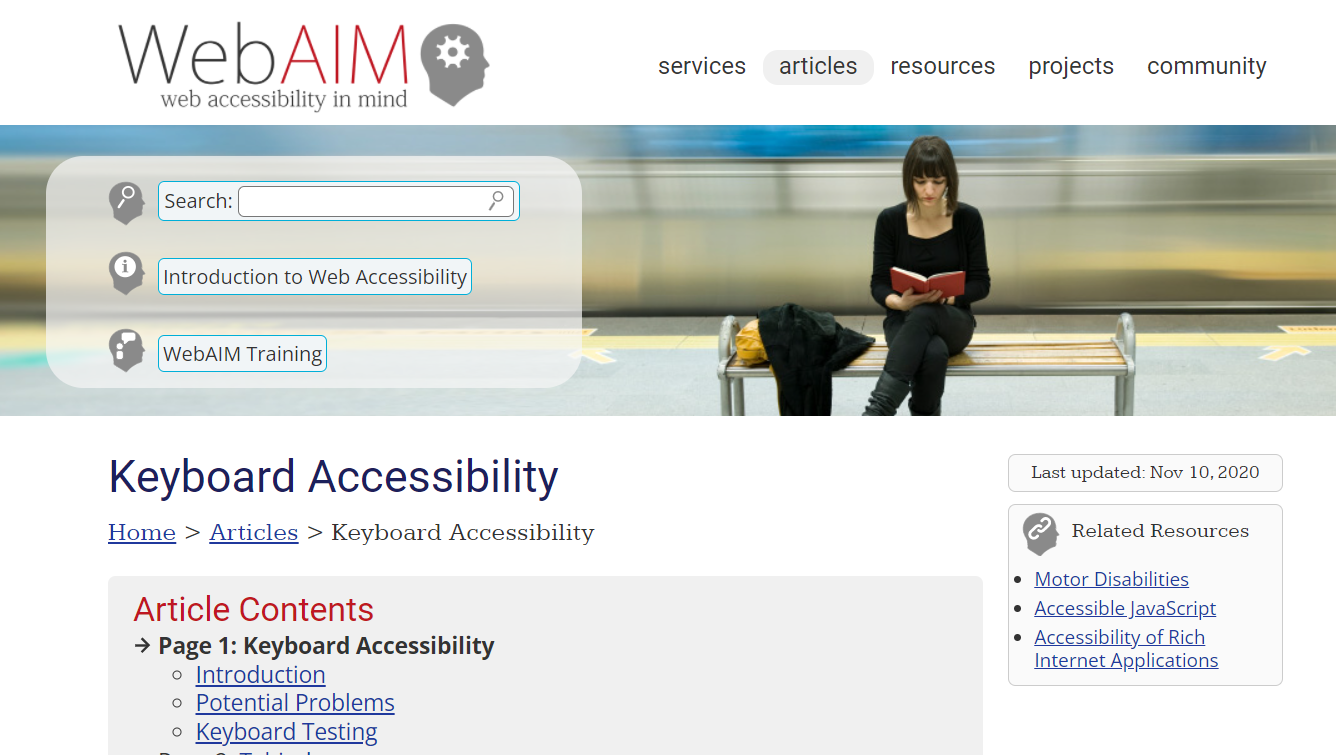 WebAIM
web accessibility in mind
services articles resources projects community
Search:
Introduction to Web Accessibility
WebAIM Training
Keyboard Accessibility
Home > Articles > Keyboard Accessibility
Article Contents
Page 1: Keyboard Accessibility
Introduction
Potential Problems
Keyboard Testing
Last updated: Nov 10, 2020
Related Resources
Motor Disabilities
Accessible JavaScript
Accessibility of Rich
Internet Applications